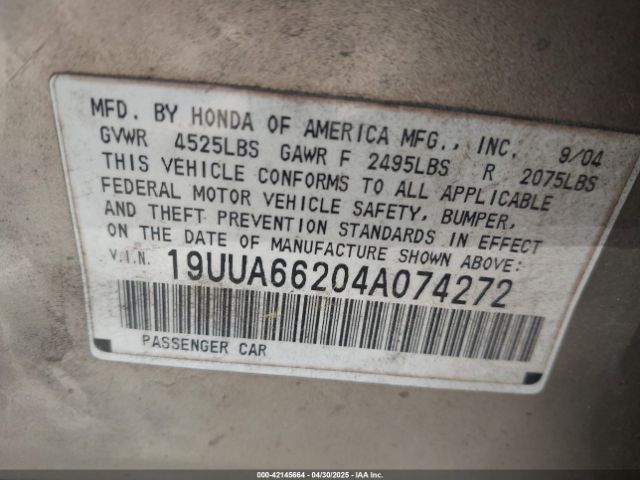 MFD. BY HONDA OF AMERICA MFG., INC. 9/04
GVWR 4525LBS GAWR F 2495LBS R 2075LBS
THIS VEHICLE CONFORMS TO ALL APPLICABLE
FEDERAL MOTOR VEHICLE SAFETY, BUMPER,
AND THEFT PREVENTION STANDARDS IN EFFECT
ON THE DATE OF MANUFACTURE SHOWN ABOVE:
V.I.N. 19UUA66204A074272
PASSENGER CAR
000-42145664 - 04/30/2025 - IAA Inc.